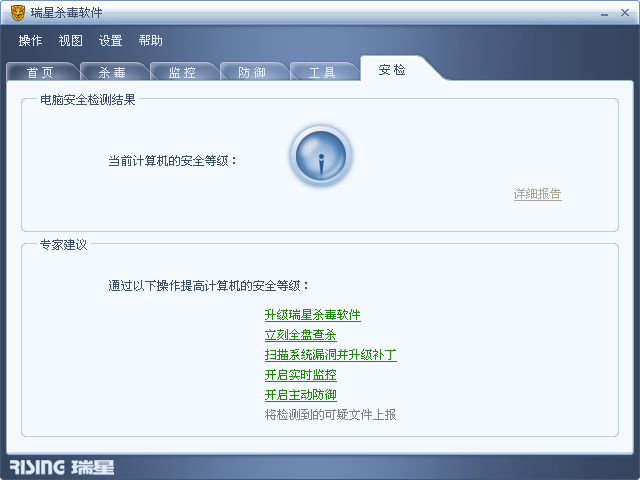 瑞星杀毒软件
操作 视图 设置 帮助
首页 杀毒 监控 防御 工具 安检
电脑安全检测结果
当前计算机的安全等级：
详细报告
专家建议
通过以下操作提高计算机的安全等级：
升级瑞星杀毒软件
立刻全盘查杀
扫描系统漏洞并升级补丁
开启实时监控
开启主动防御
将检测到的可疑文件上报
RISING 瑞星